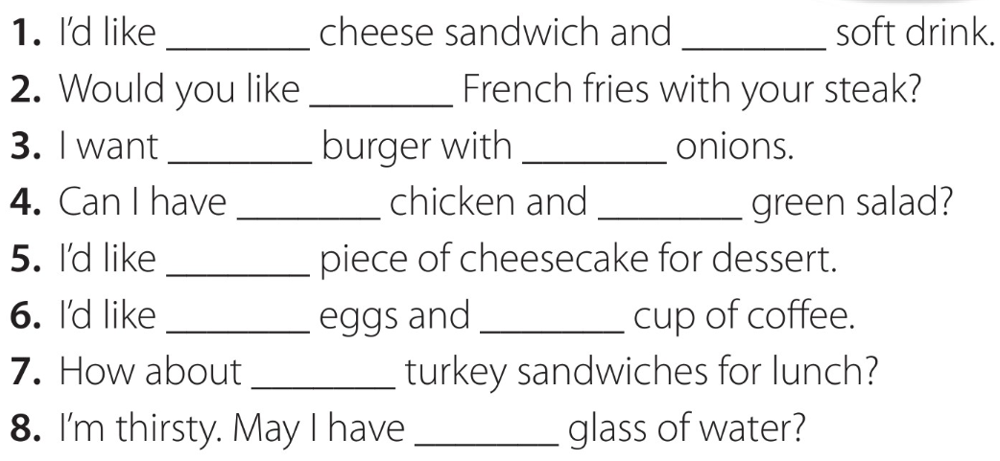 1. I’d like ________ cheese sandwich and ________ soft drink.
2. Would you like ________ French fries with your steak?
3. I want ________ burger with ________ onions.
4. Can I have ________ chicken and ________ green salad?
5. I’d like ________ piece of cheesecake for dessert.
6. I’d like ________ eggs and ________ cup of coffee.
7. How about ________ turkey sandwiches for lunch?
8. I’m thirsty. May I have ________ glass of water?